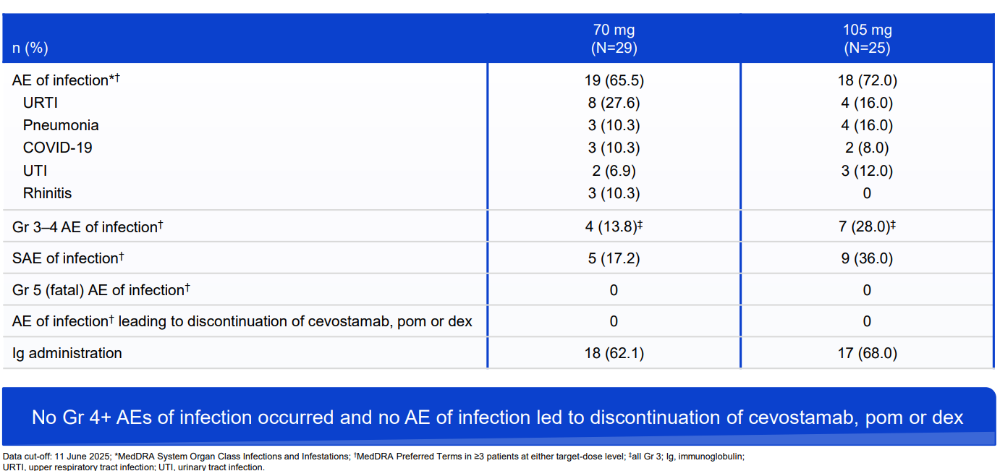 n (%) 70 mg (N=29) 105 mg (N=25)
AE of infection*† 19 (65.5) 18 (72.0)
URTI 8 (27.6) 4 (16.0)
Pneumonia 3 (10.3) 4 (16.0)
COVID-19 3 (10.3) 2 (8.0)
UTI 2 (6.9) 3 (12.0)
Rhinitis 3 (10.3) 0
Gr 3–4 AE of infection† 4 (13.8)‡ 7 (28.0)‡
SAE of infection† 5 (17.2) 9 (36.0)
Gr 5 (fatal) AE of infection† 0 0
AE of infection† leading to discontinuation of cevostamab, pom or dex 0 0
Ig administration 18 (62.1) 17 (68.0)
No Gr 4+ AEs of infection occurred and no AE of infection led to discontinuation of cevostamab, pom or dex
Data cut-off: 11 June 2025; *MedDRA System Organ Class Infections and Infestations; †MedDRA Preferred Terms in ≥3 patients at either target-dose level; ‡all Gr 3; Ig, immunoglobulin;
URTI, upper respiratory tract infection; UTI, urinary tract infection.